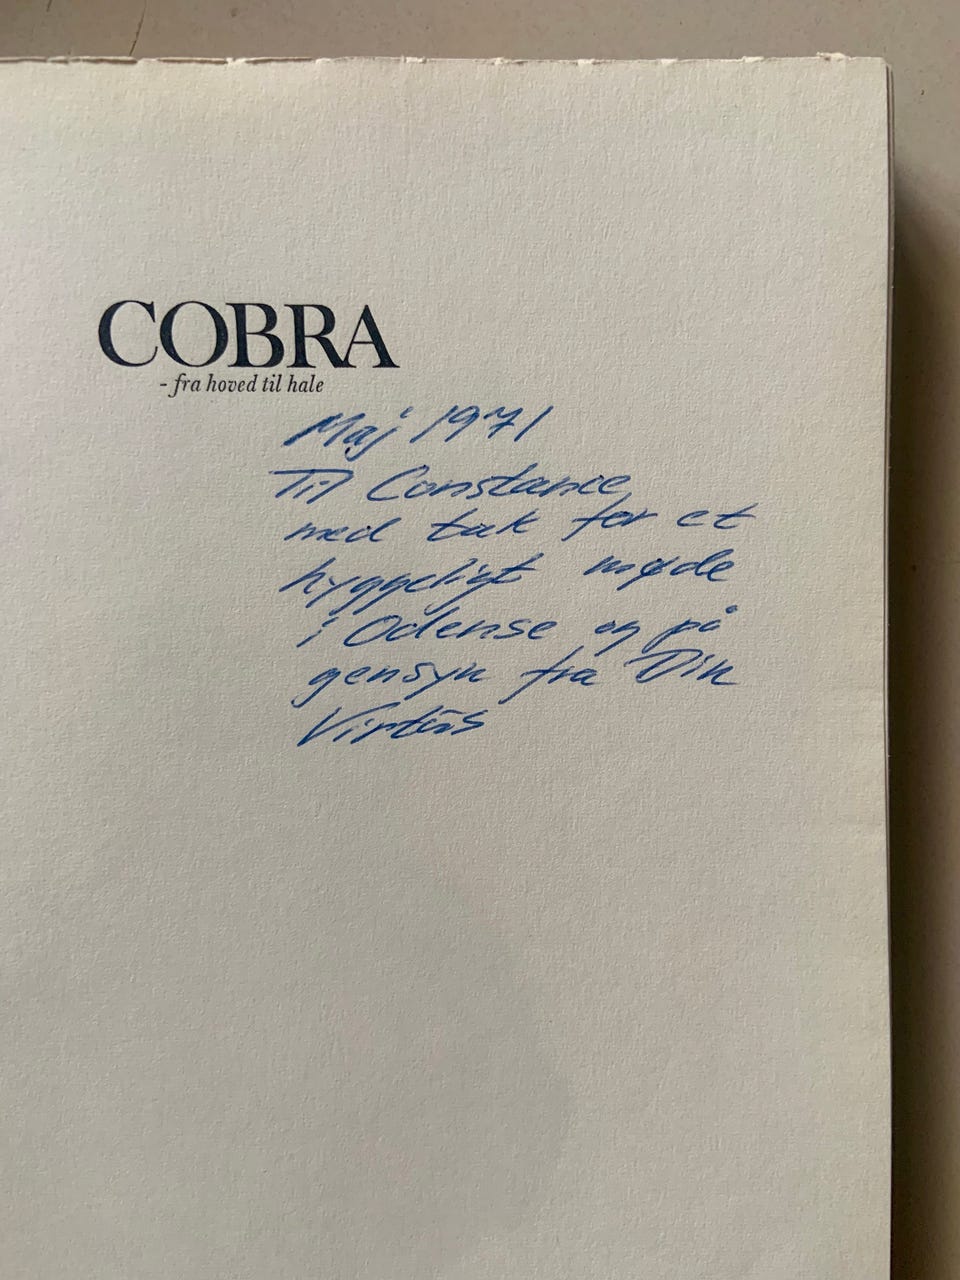 COBRA
- fra hoved til hale
Maj 1971
Til Constance,
med tak for et
hyggeligt møde
i Odense og på
gensyn fra Din
Virtus